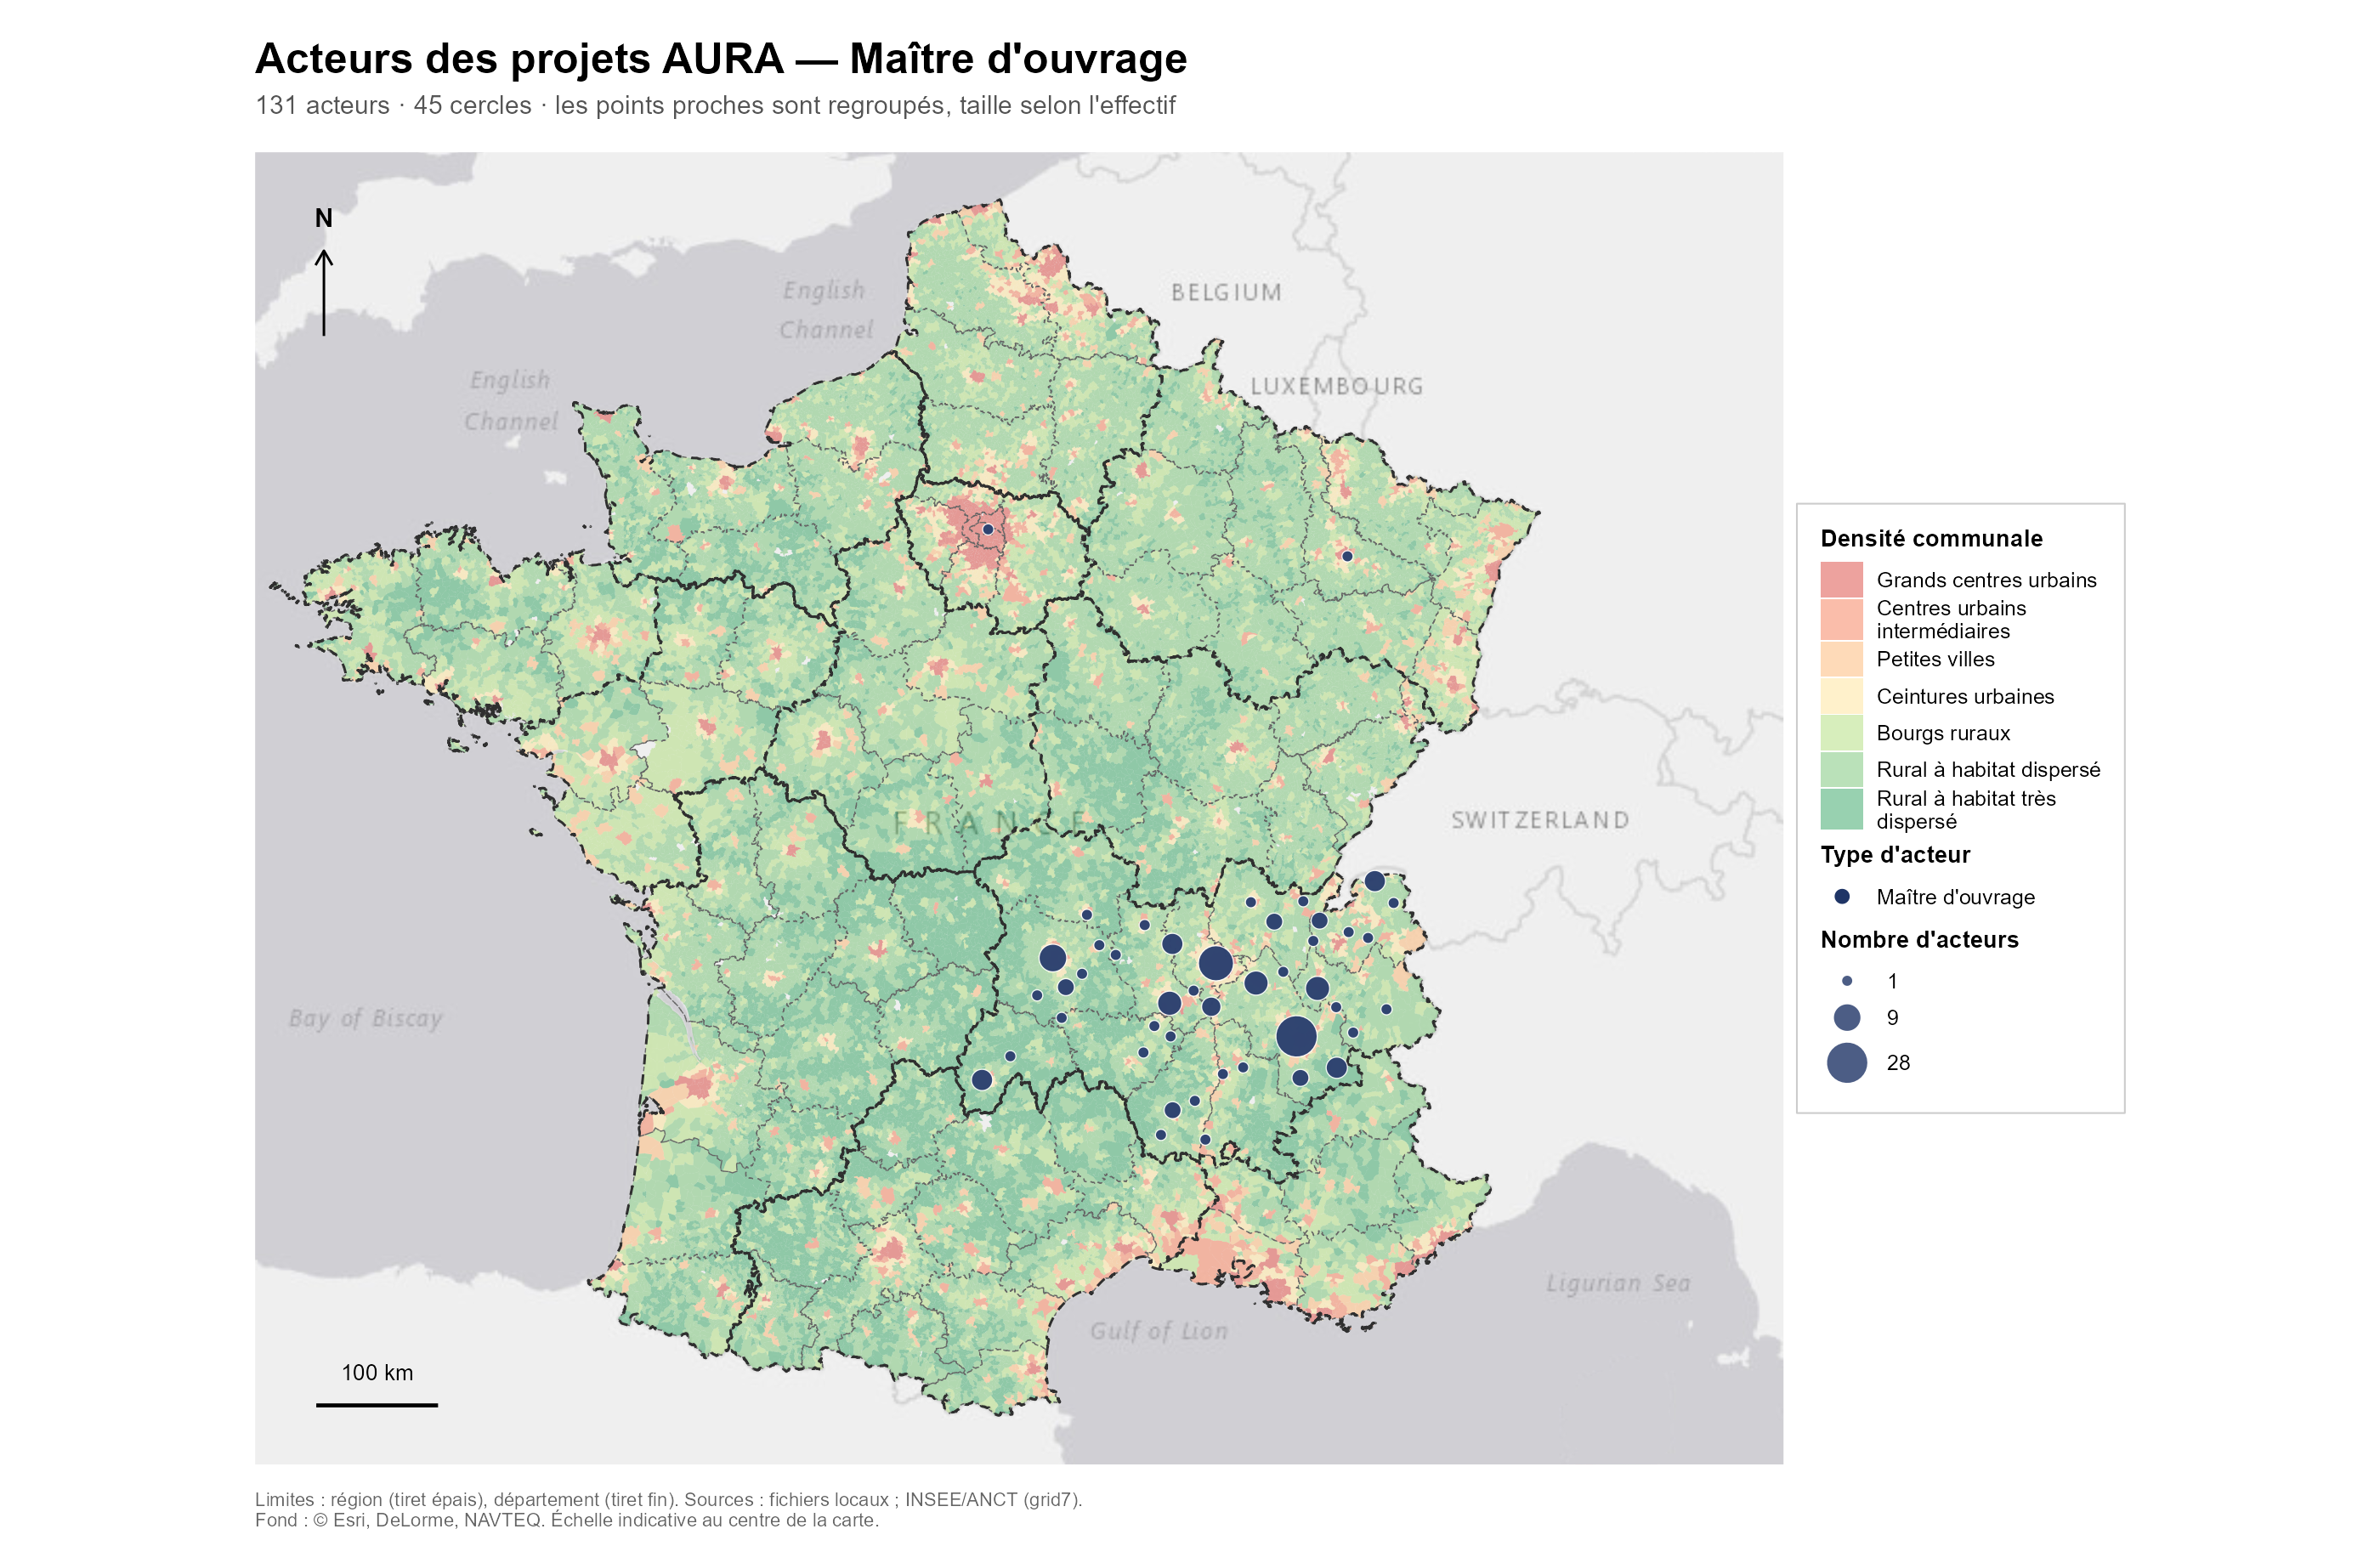 Acteurs des projets AURA — Maître d'ouvrage
131 acteurs · 45 cercles · les points proches sont regroupés, taille selon l'effectif
N
English
Channel
BELGIUM
English
Channel
LUXEMBOURG
FRANCE
SWITZERLAND
Bay of Biscay
Ligurian Sea
Gulf of Lion
100 km
Densité communale
Grands centres urbains
Centres urbains
intermédiaires
Petites villes
Ceintures urbaines
Bourgs ruraux
Rural à habitat dispersé
Rural à habitat très
dispersé
Type d'acteur
Maître d'ouvrage
Nombre d'acteurs
1
9
28
Limites : région (tiret épais), département (tiret fin). Sources : fichiers locaux ; INSEE/ANCT (grid7).
Fond : © Esri, DeLorme, NAVTEQ. Échelle indicative au centre de la carte.